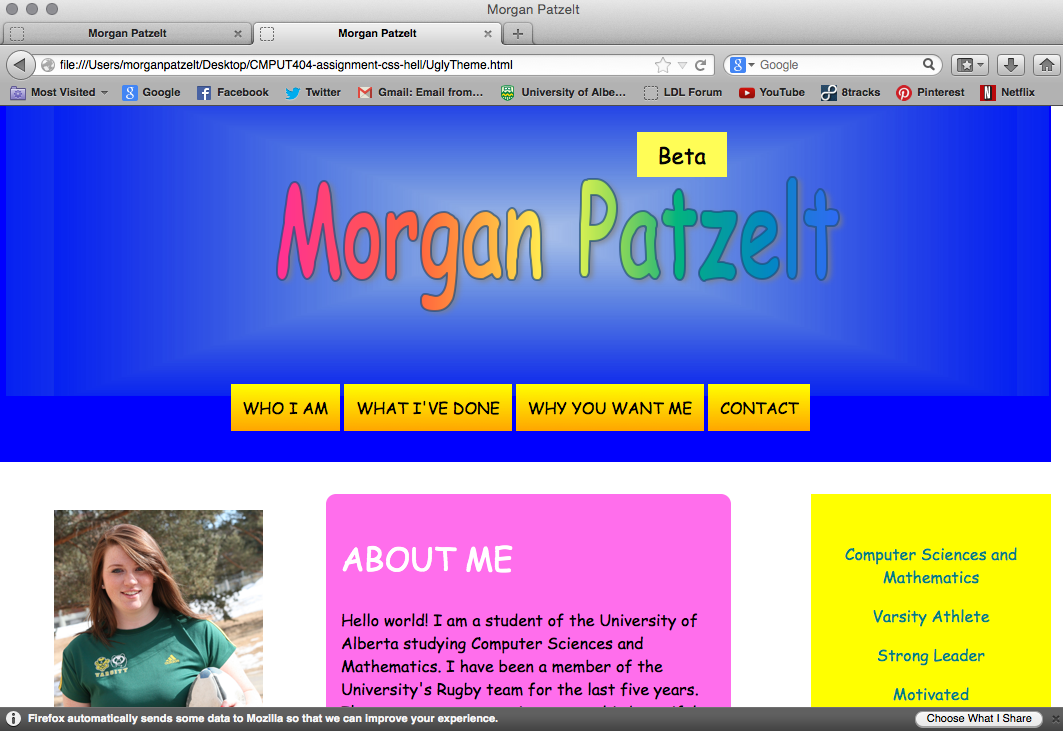 Morgan Patzelt
Morgan Patzelt
Morgan Patzelt
file:///Users/morganpatzelt/Desktop/CMPUT404-assignment-css-hell/UglyTheme.html
Google
Most Visited
Google
Facebook
Twitter
Gmail: Email from...
University of Albe...
LDL Forum
YouTube
8tracks
Pinterest
Netflix
Beta
Morgan Patzelt
WHO I AM
WHAT I'VE DONE
WHY YOU WANT ME
CONTACT
VARSITY
ABOUT ME
Hello world! I am a student of the University of
Alberta studying Computer Sciences and
Mathematics. I have been a member of the
University's Rugby team for the last five years.
Computer Sciences and
Mathematics
Varsity Athlete
Strong Leader
Motivated
Firefox automatically sends some data to Mozilla so that we can improve your experience.
Choose What I Share